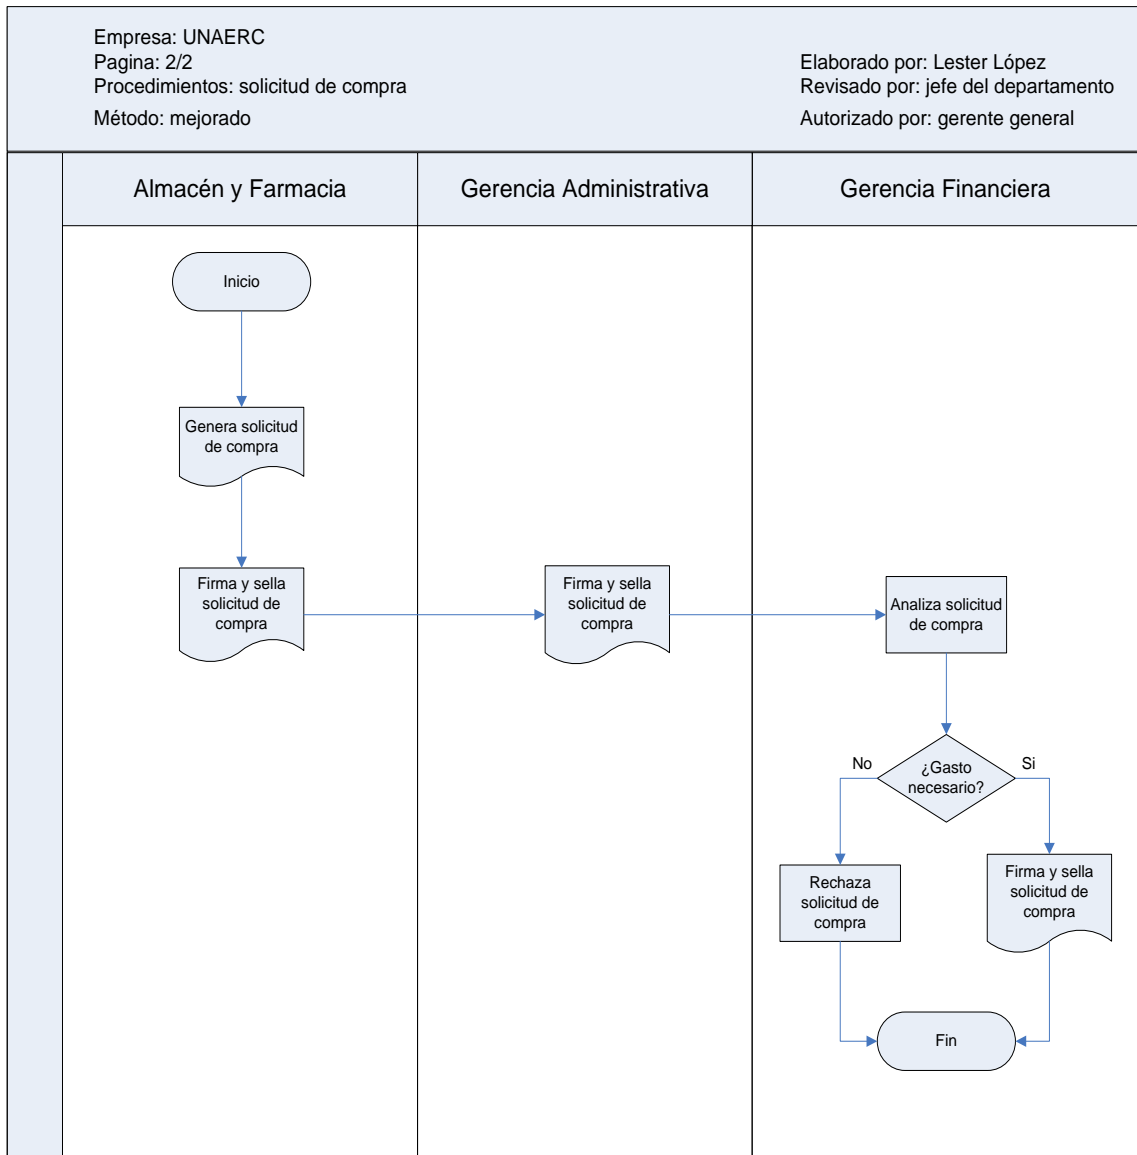 Empresa: UNAERC
Pagina: 2/2
Procedimientos: solicitud de compra
Método: mejorado
Elaborado por: Lester López
Revisado por: jefe del departamento
Autorizado por: gerente general
Almacén y Farmacia
Gerencia Administrativa
Gerencia Financiera
Inicio
Genera solicitud
de compra
Firma y sella
solicitud de
compra
Firma y sella
solicitud de
compra
Analiza solicitud
de compra
¿Gasto
necesario?
No
Si
Rechaza
solicitud de
compra
Firma y sella
solicitud de
compra
Fin